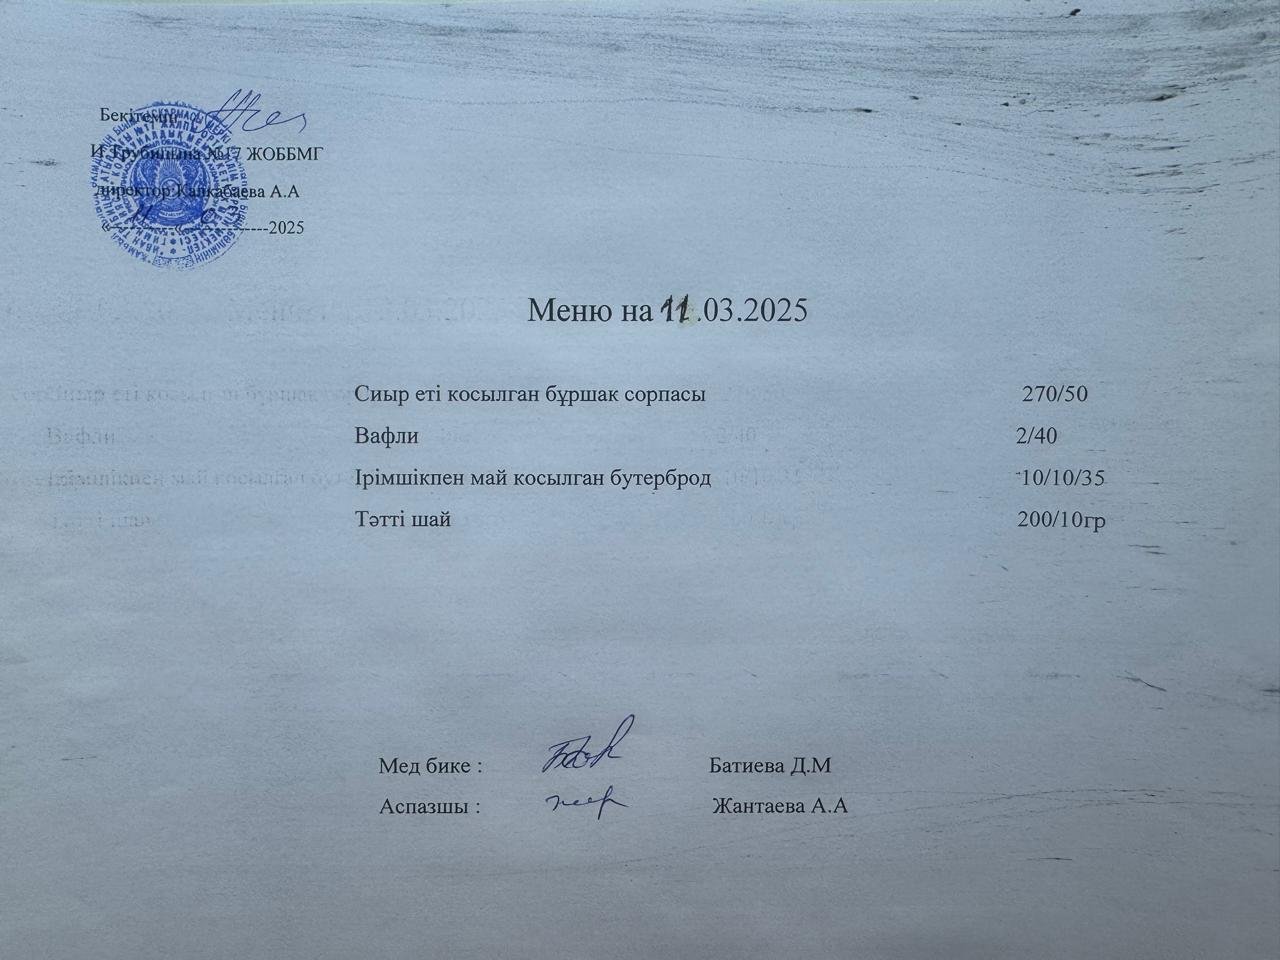 Бекітемін
И.Трубицына №17 ЖОББМГ
директор:Капкабаева А.А
2025
Меню на 11.03.2025
Сиыр еті косылган бұршак сорпасы 270/50
Вафли 2/40
Ірімшікпен май косылган бутерброд 10/10/35
Тәтті шай 200/10гр
Мед бике : Батиева Д.М
Аспазшы : Жантаева А.А